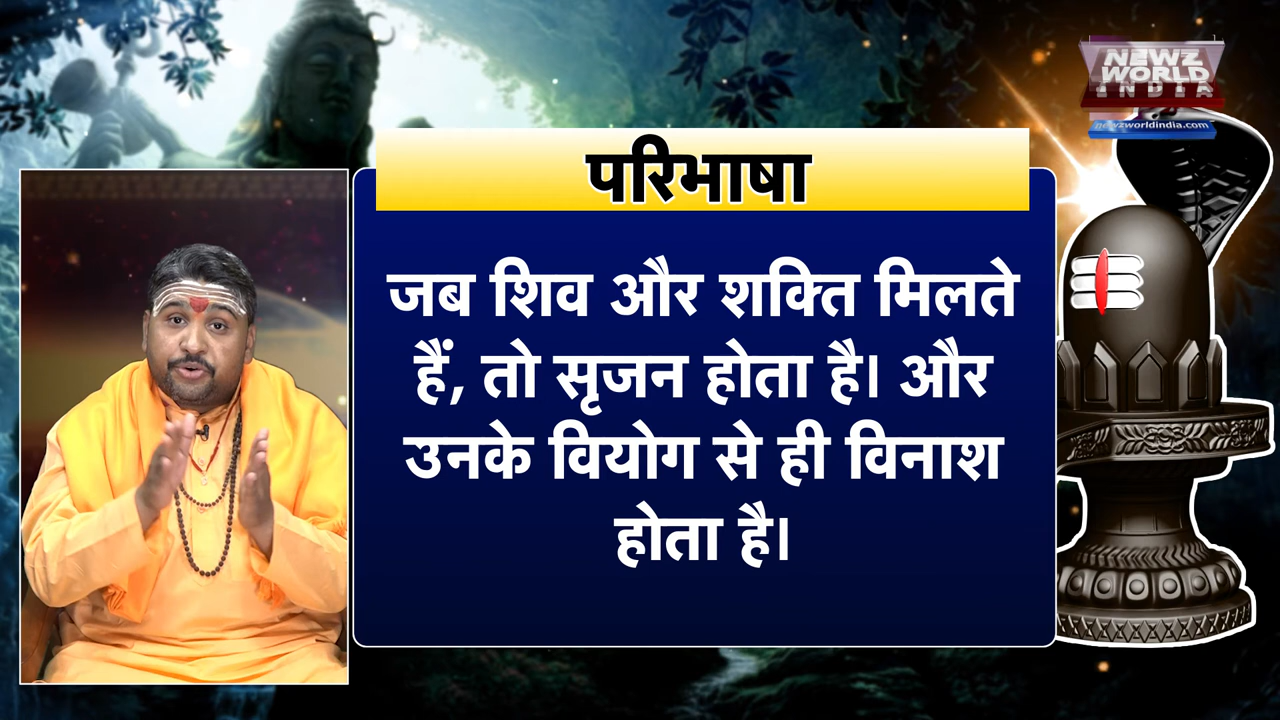 NEWZ
WORLD
INDIA
newzworldindia.com
परिभाषा
जब शिव और शक्ति मिलते
हैं, तो सृजन होता है। और
उनके वियोग से ही विनाश
होता है।